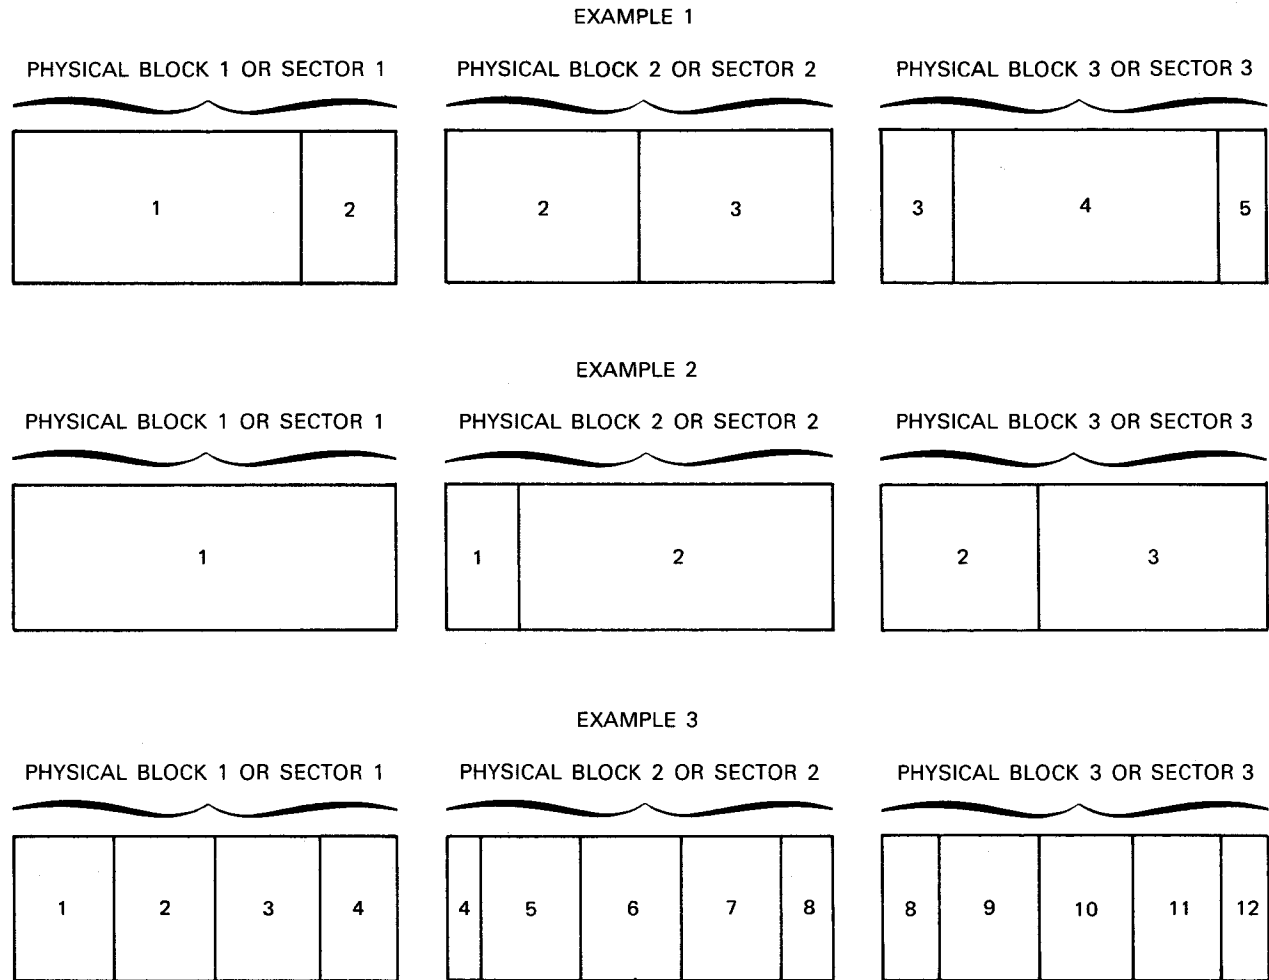 EXAMPLE 1
PHYSICAL BLOCK 1 OR SECTOR 1 PHYSICAL BLOCK 2 OR SECTOR 2 PHYSICAL BLOCK 3 OR SECTOR 3
1 2 2 3 3 4 5
EXAMPLE 2
PHYSICAL BLOCK 1 OR SECTOR 1 PHYSICAL BLOCK 2 OR SECTOR 2 PHYSICAL BLOCK 3 OR SECTOR 3
1 1 2 2 3
EXAMPLE 3
PHYSICAL BLOCK 1 OR SECTOR 1 PHYSICAL BLOCK 2 OR SECTOR 2 PHYSICAL BLOCK 3 OR SECTOR 3
1 2 3 4 4 5 6 7 8 8 9 10 11 12